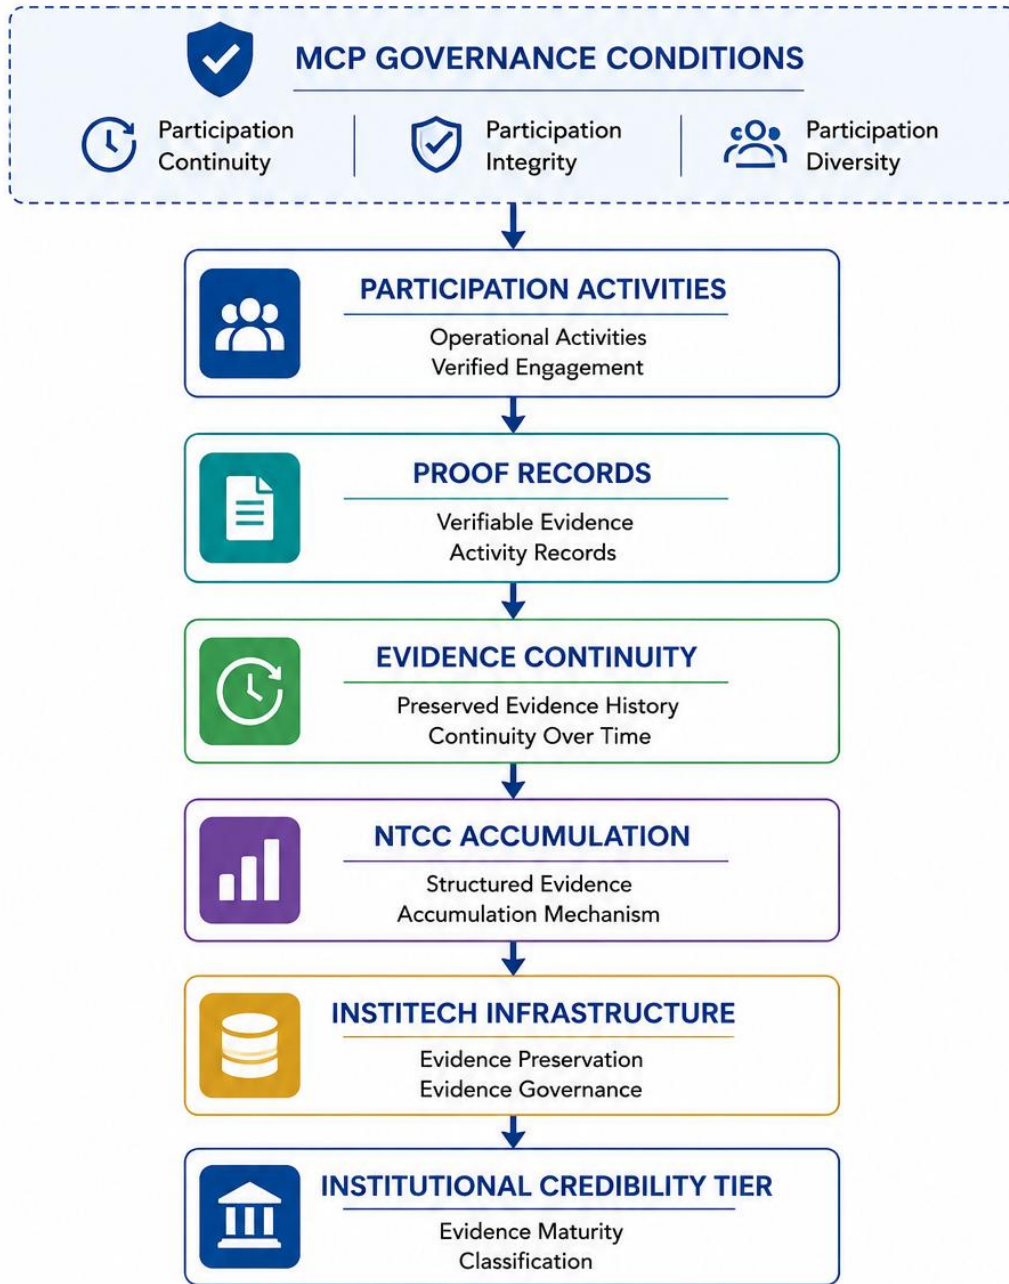 MCP GOVERNANCE CONDITIONS
Participation
Continuity
Participation
Integrity
Participation
Diversity
PARTICIPATION ACTIVITIES
Operational Activities
Verified Engagement
PROOF RECORDS
Verifiable Evidence
Activity Records
EVIDENCE CONTINUITY
Preserved Evidence History
Continuity Over Time
NTCC ACCUMULATION
Structured Evidence
Accumulation Mechanism
INSTITECH INFRASTRUCTURE
Evidence Preservation
Evidence Governance
INSTITUTIONAL CREDIBILITY TIER
Evidence Maturity
Classification